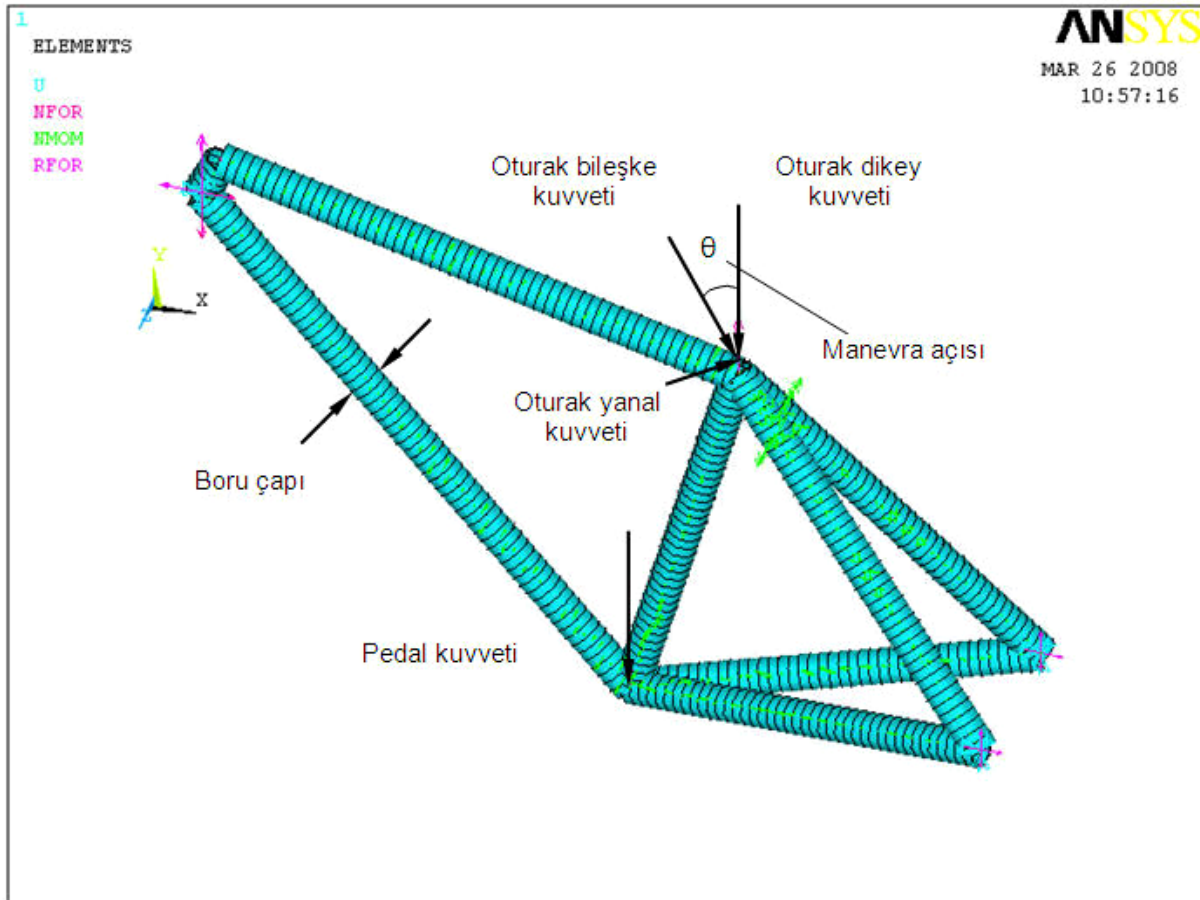 1
ELEMENTS
U
NFOR
NMOM
RFOR
ANSYS
MAR 26 2008
10:57:16
Oturak bileşke
kuvveti
Oturak dikey
kuvveti
θ
Manevra açısı
Oturak yanal
kuvveti
Boru çapı
Pedal kuvveti
Y
X
Z